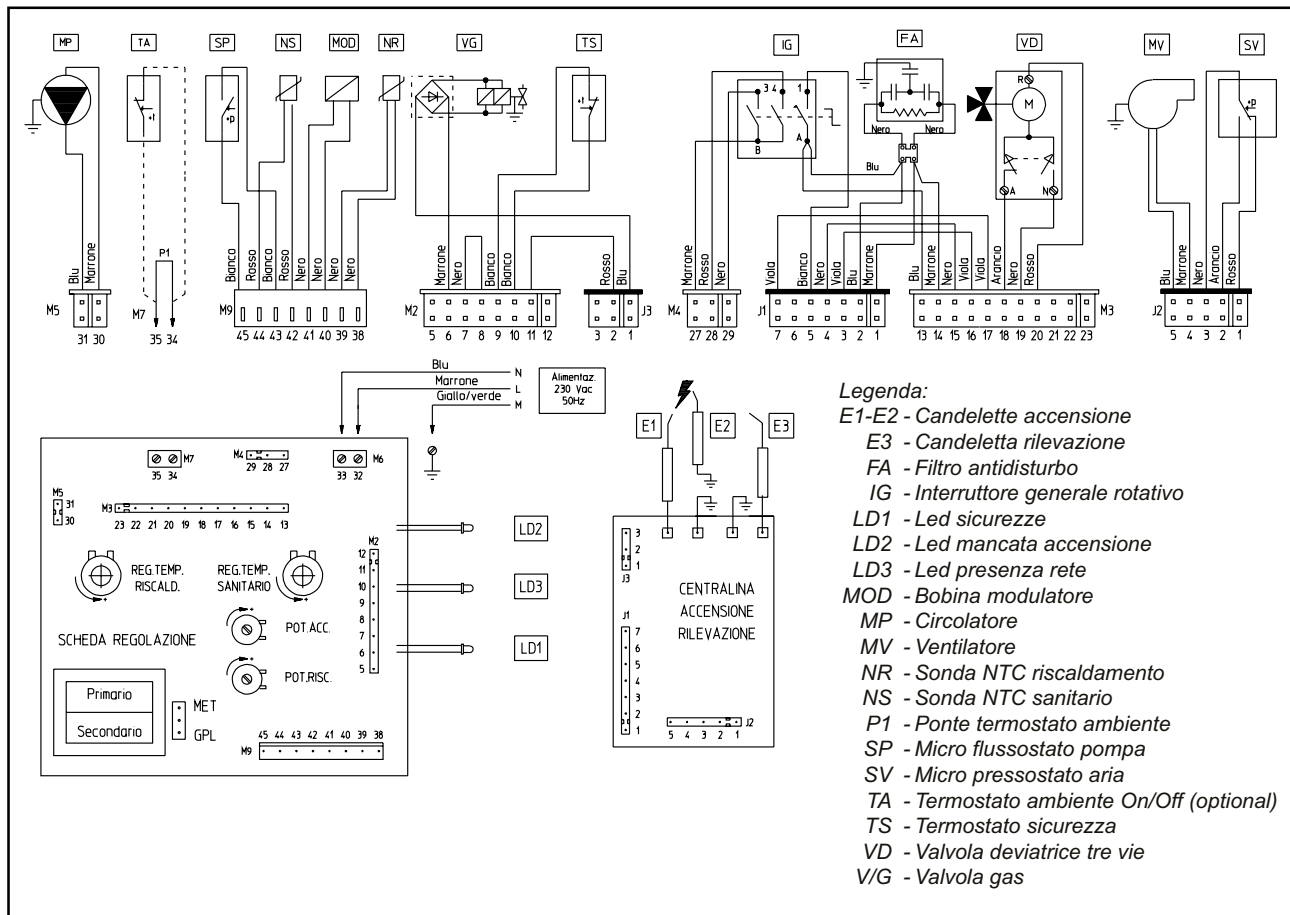 MP TA SP NS MOD NR VG TS IG FA VD MV SV
+t +p +t 3 4 1 R M +p
B A Nero Nero A N
Blu
P1
Blu Marrone
Bianco Rosso Bianco Rosso Nero Nero Nero Nero
Marrone Nero Bianco Bianco
Rosso Blu
Marrone Rosso Nero
Viola Bianco Nero Viola Blu Marrone
Blu Marrone Nero Viola Viola Arancio Nero Rosso
Blu Marrone Nero Arancio Rosso
M5 M7 M9 M2 J3 M4 J1 M3 J2
31 30
35 34
45 44 43 42 41 40 39 38
5 6 7 8 9 10 11 12
3 2 1
27 28 29
7 6 5 4 3 2 1
13 14 15 16 17 18 19 20 21 22 23
5 4 3 2 1
Blu N
Marrone L
Giallo/verde M
Alimentaz.
230 Vac
50Hz
M7
35 34
M4
29 28 27
M6
33 32
M5
31
30
M3
23 22 21 20 19 18 17 16 15 14 13
REG.TEMP.
RISCALD.
REG.TEMP.
SANITARIO
+ +
M2
12
11
10
9
8
7
6
5
LD2
LD3
LD1
SCHEDA REGOLAZIONE
+
POT.ACC.
+
POT.RISC.
Primario
Secondario
MET
GPL
M9
45 44 43 42 41 40 39 38
E1 E2 E3
3
2
1
J3
J1
7
6
5
4
3
2
1
CENTRALINA
ACCENSIONE
RILEVAZIONE
J2
5 4 3 2 1
Legenda:
E1-E2 - Candelette accensione
E3 - Candeletta rilevazione
FA - Filtro antidisturbo
IG - Interruttore generale rotativo
LD1 - Led sicurezze
LD2 - Led mancata accensione
LD3 - Led presenza rete
MOD - Bobina modulatore
MP - Circolatore
MV - Ventilatore
NR - Sonda NTC riscaldamento
NS - Sonda NTC sanitario
P1 - Ponte termostato ambiente
SP - Micro flussostato pompa
SV - Micro pressostato aria
TA - Termostato ambiente On/Off (optional)
TS - Termostato sicurezza
VD - Valvola deviatrice tre vie
V/G - Valvola gas